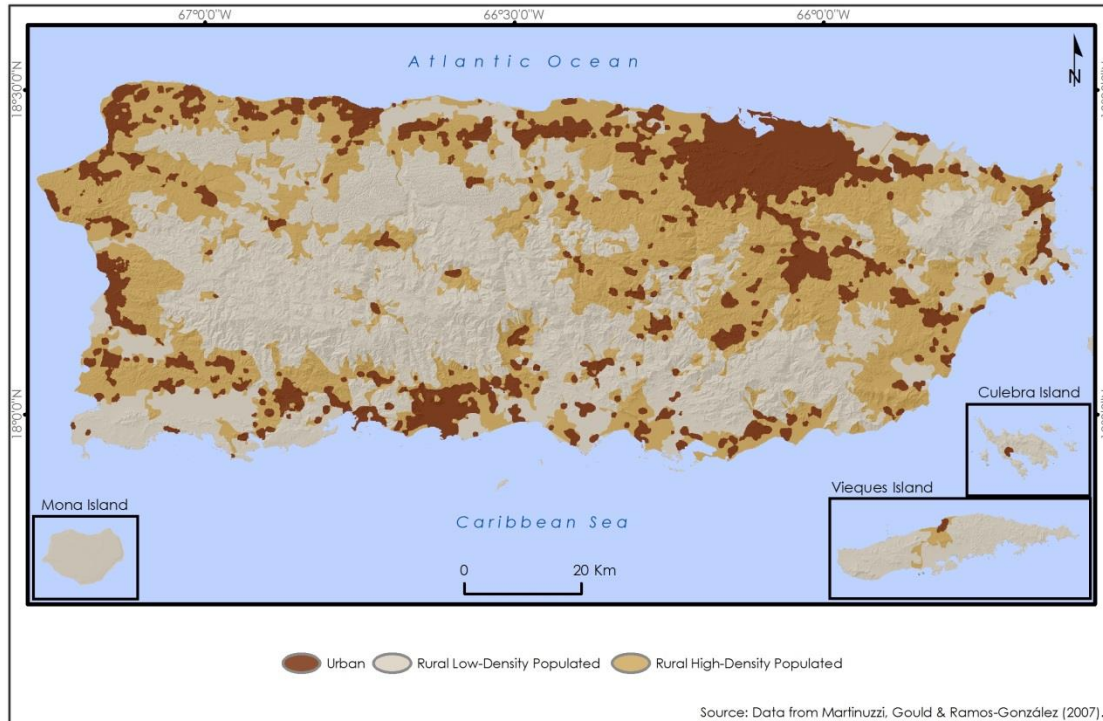 67°0'0"W 66°30'0"W 66°0'0"W
Atlantic Ocean
N
18°30'0"N
18°0'0"N
Culebra Island
Vieques Island
Mona Island
Caribbean Sea
0 20 Km
Urban Rural Low-Density Populated Rural High-Density Populated
Source: Data from Martinuzzi, Gould & Ramos-González (2007).